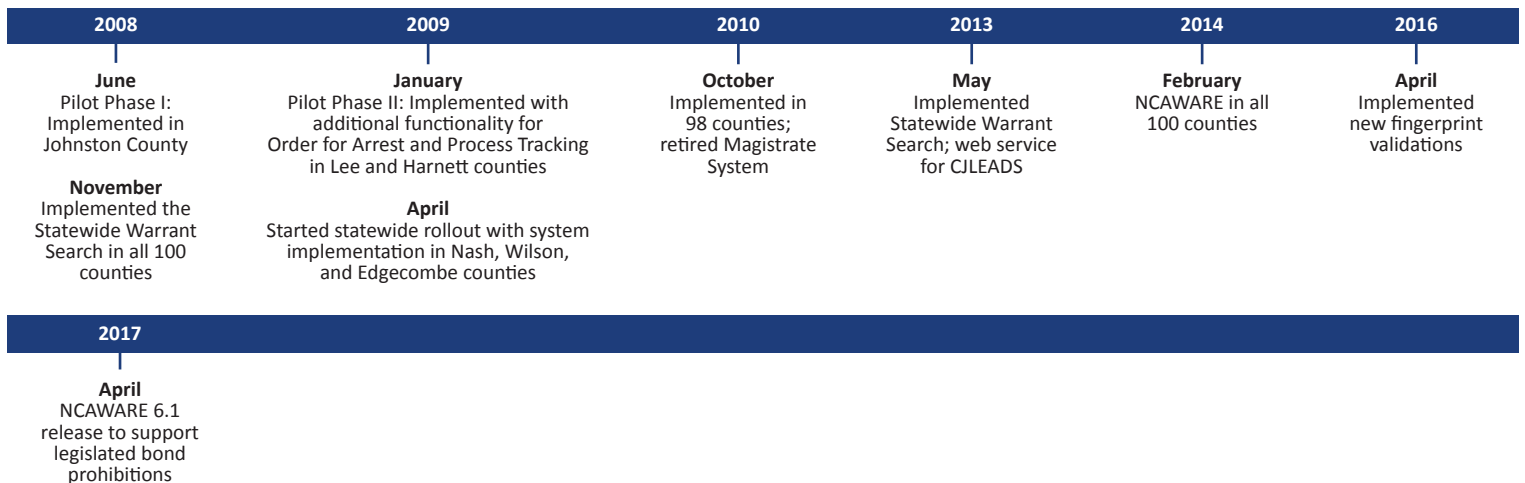 2008
June
Pilot Phase I:
Implemented in
Johnston County
November
Implemented the
Statewide Warrant
Search in all 100
counties
2009
January
Pilot Phase II: Implemented with
additional functionality for
Order for Arrest and Process Tracking
in Lee and Harnett counties
April
Started statewide rollout with system
implementation in Nash, Wilson,
and Edgecombe counties
2010
October
Implemented in
98 counties;
retired Magistrate
System
2013
May
Implemented
Statewide Warrant
Search; web service
for CJLEADS
2014
February
NCAWARE in all
100 counties
2016
April
Implemented
new fingerprint
validations
2017
April
NCAWARE 6.1
release to support
legislated bond
prohibitions